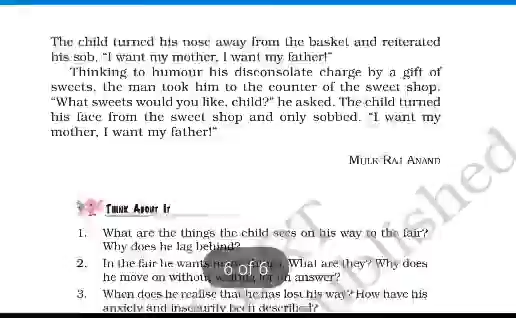 The child turned his nose away from the basket and reiterated
his sob, "I want my mother, I want my father!"
Thinking to humour his disconsolate charge by a gift of
sweets, the man took him to the counter of the sweet shop.
"What sweets would you like, child?" he asked. The child turned
his face from the sweet shop and only sobbed, "I want my
mother, I want my father!"
MULK RAJ ANAND
THINK ABOUT IT
1. What are the things the child sees on his way to the fair?
Why does he lag behind?
2. In the fair he wants What are they? Why does
he move on without answer?
6 of 6
3. When does he realise that he has lost his way? How have his
anxiety and insecurity been described?
published